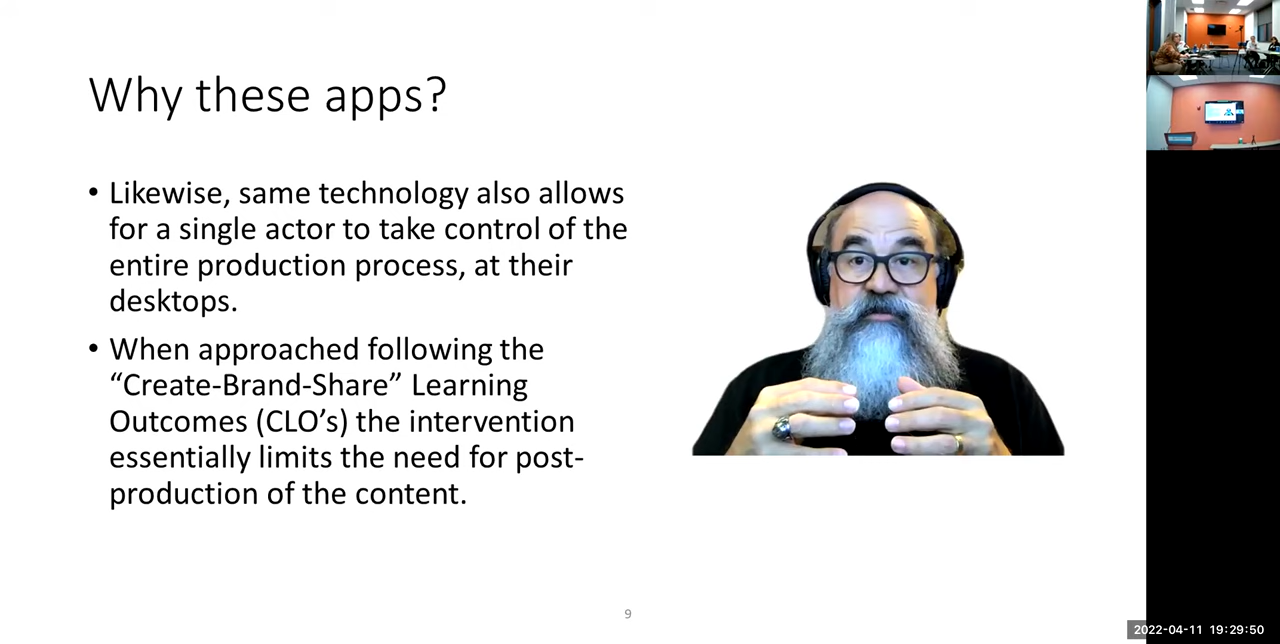 Why these apps?
• Likewise, same technology also allows
for a single actor to take control of the
entire production process, at their
desktops.
• When approached following the
“Create-Brand-Share” Learning
Outcomes (CLO’s) the intervention
essentially limits the need for post-
production of the content.
9
2022-04-11 19:29:50